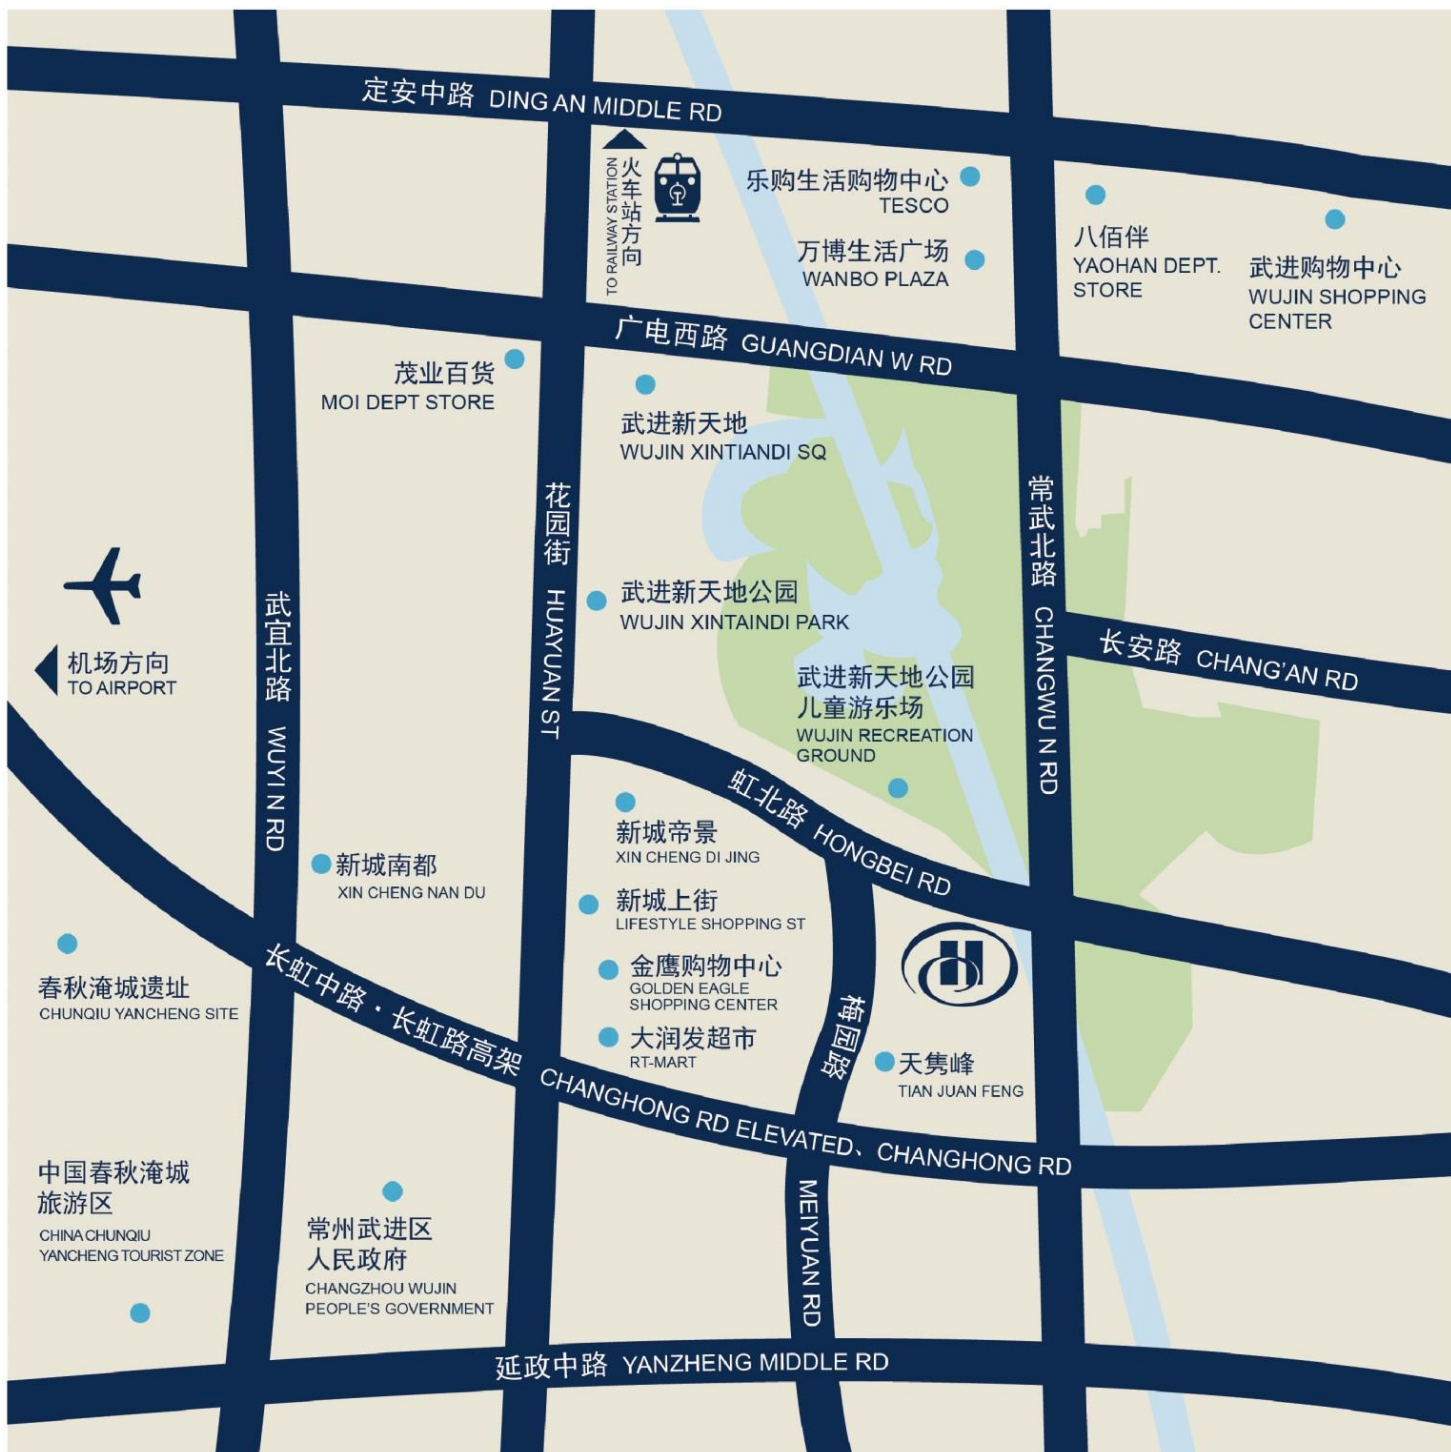 定安中路 DING AN MIDDLE RD
火车站方向
TO RAILWAY STATION
乐购生活购物中心
TESCO
万博生活广场
WANBO PLAZA
八佰伴
YAOHAN DEPT.
STORE
武进购物中心
WUJIN SHOPPING
CENTER
广电西路 GUANGDIAN W RD
茂业百货
MOI DEPT STORE
武进新天地
WUJIN XINTIANDI SQ
花园街 HUAYUAN ST
常武北路 CHANGWU N RD
武进新天地公园
WUJIN XINTAINDI PARK
武宜北路 WUYI N RD
机场方向
TO AIRPORT
长安路 CHANG'AN RD
武进新天地公园
儿童游乐场
WUJIN RECREATION
GROUND
虹北路 HONGBEI RD
新城帝景
XIN CHENG DI JING
新城南都
XIN CHENG NAN DU
新城上街
LIFESTYLE SHOPPING ST
春秋淹城遗址
CHUNQIU YANCHENG SITE
金鹰购物中心
GOLDEN EAGLE
SHOPPING CENTER
大润发超市
RT-MART
H
梅园路 MEIYUAN RD
天隽峰
TIAN JUAN FENG
长虹中路·长虹路高架 CHANGHONG RD ELEVATED、CHANGHONG RD
中国春秋淹城
旅游区
CHINA CHUNQIU
YANCHENG TOURIST ZONE
常州武进区
人民政府
CHANGZHOU WUJIN
PEOPLE'S GOVERNMENT
延政中路 YANZHENG MIDDLE RD